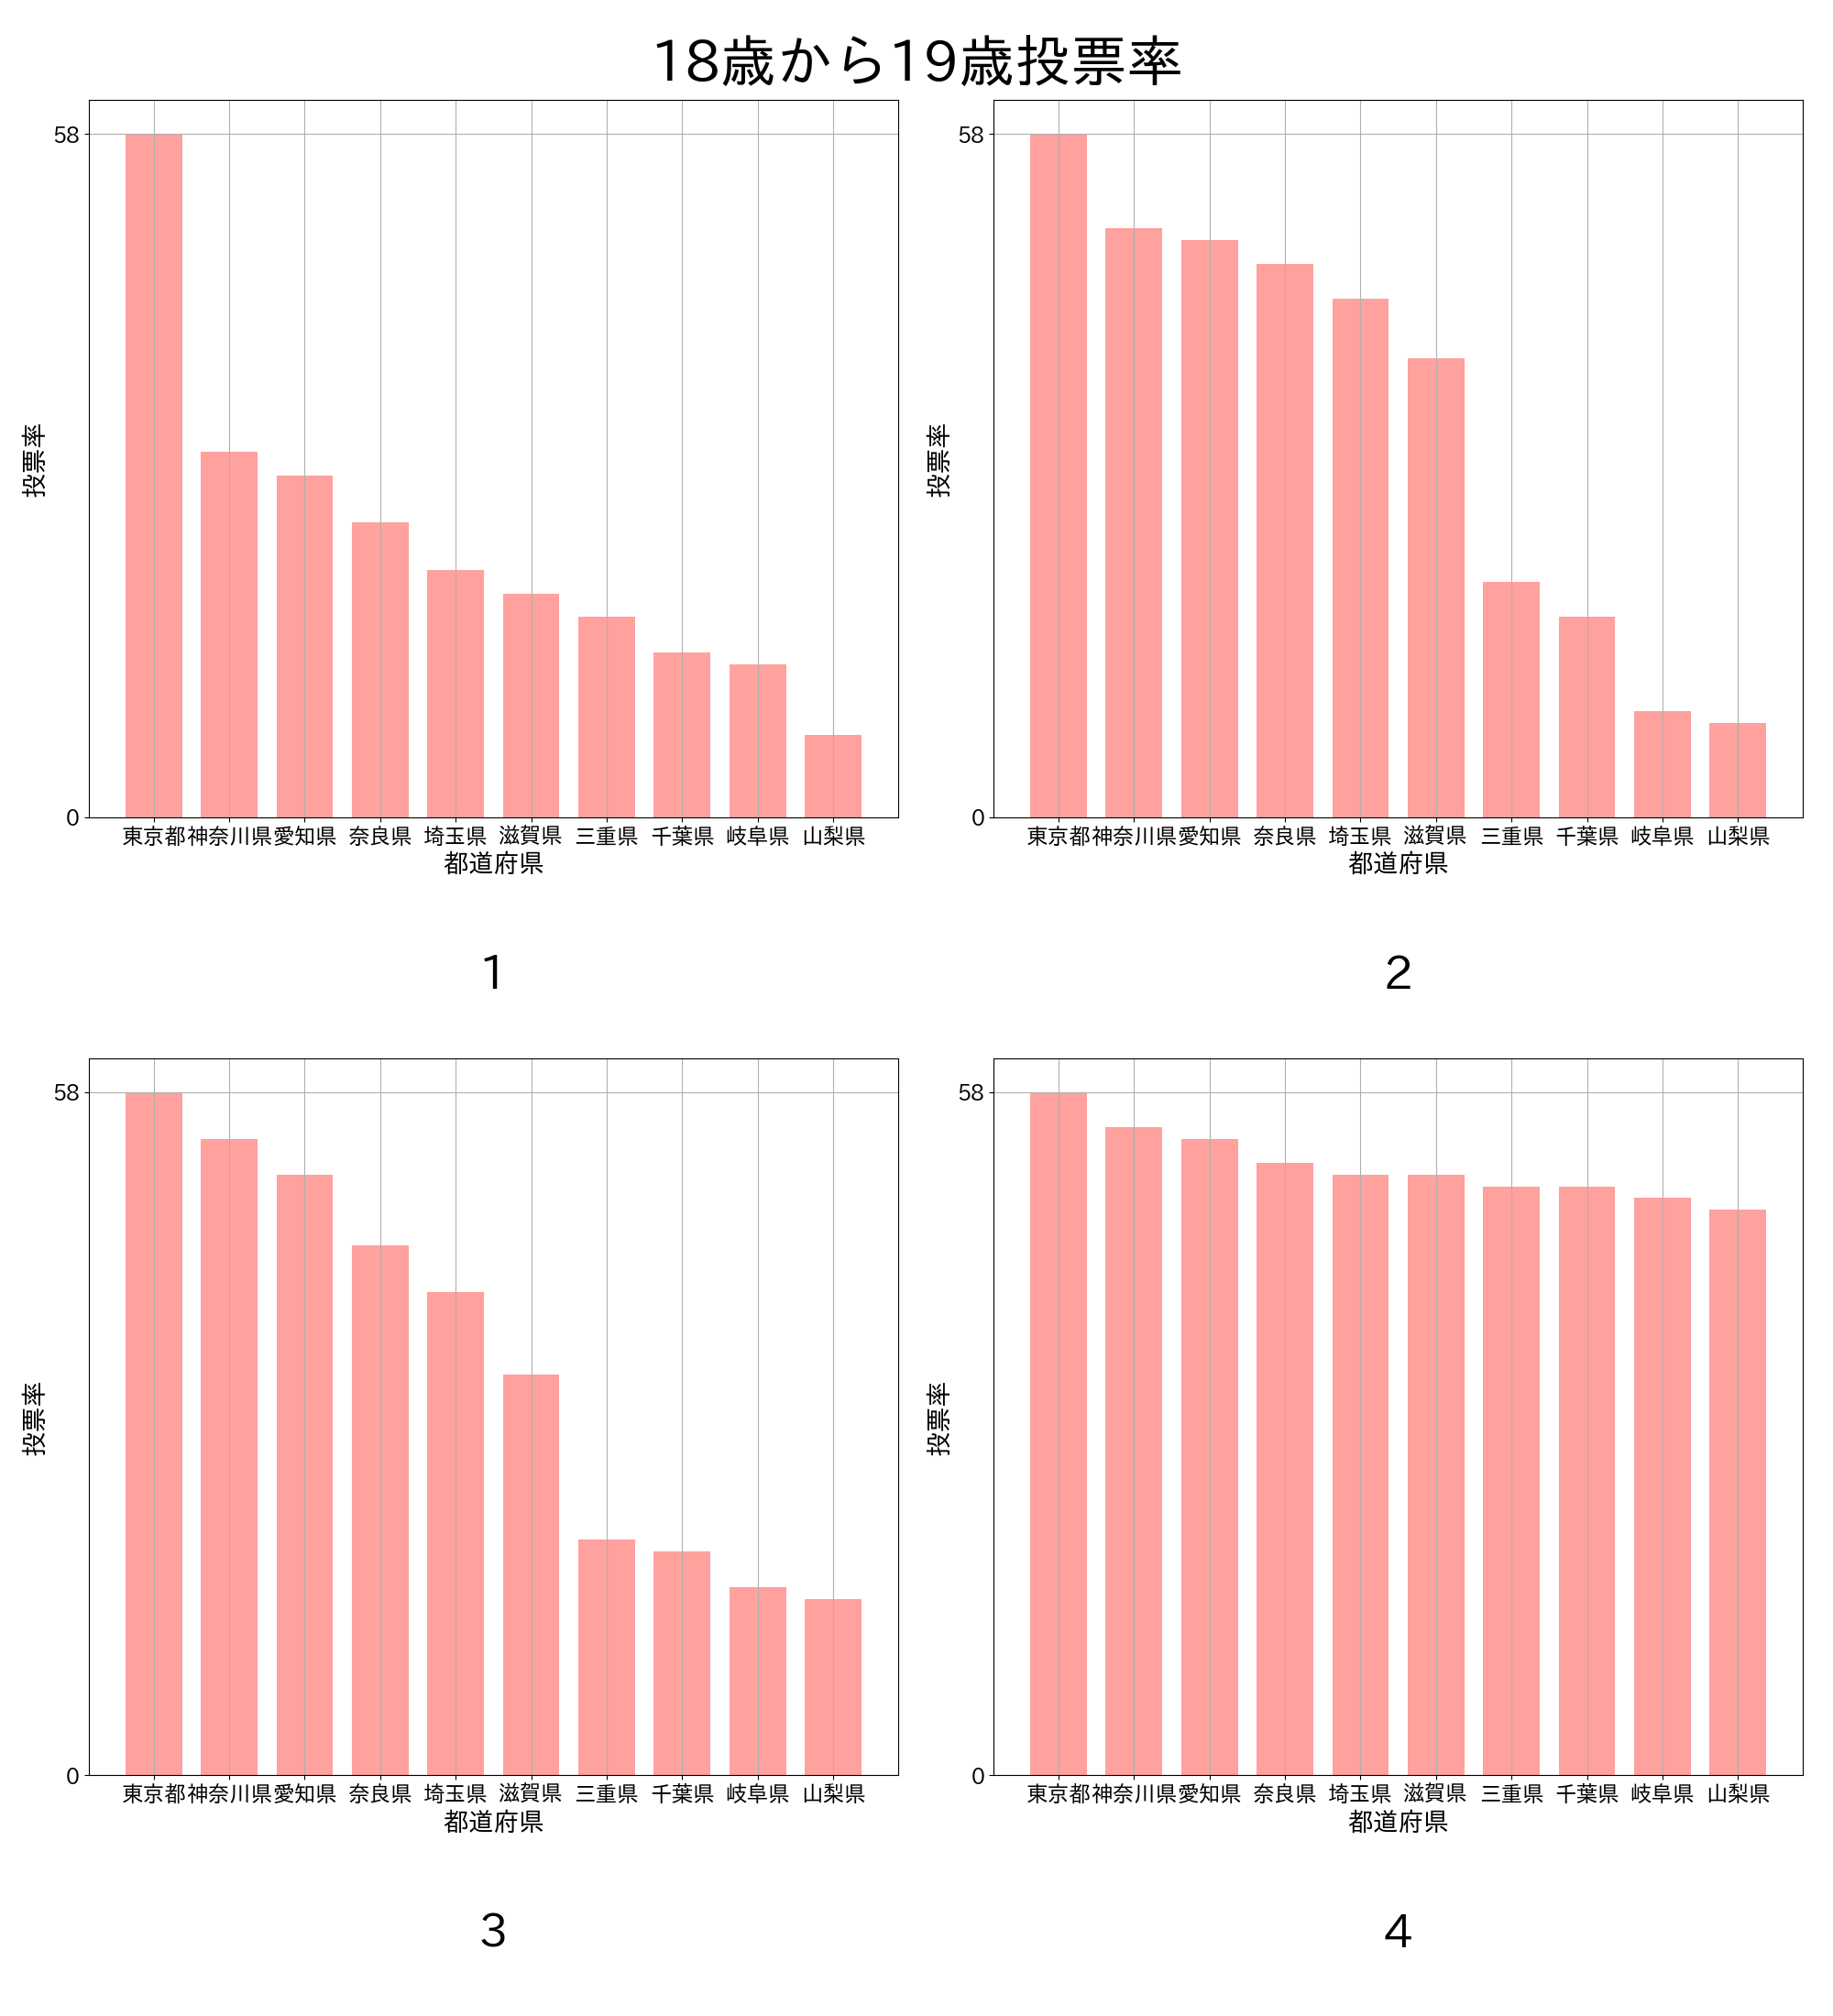 18歳から19歳投票率
58
0
投票率
東京都 神奈川県 愛知県 奈良県 埼玉県 滋賀県 三重県 千葉県 岐阜県 山梨県
都道府県
1
58
0
投票率
東京都 神奈川県 愛知県 奈良県 埼玉県 滋賀県 三重県 千葉県 岐阜県 山梨県
都道府県
2
58
0
投票率
東京都 神奈川県 愛知県 奈良県 埼玉県 滋賀県 三重県 千葉県 岐阜県 山梨県
都道府県
3
58
0
投票率
東京都 神奈川県 愛知県 奈良県 埼玉県 滋賀県 三重県 千葉県 岐阜県 山梨県
都道府県
4